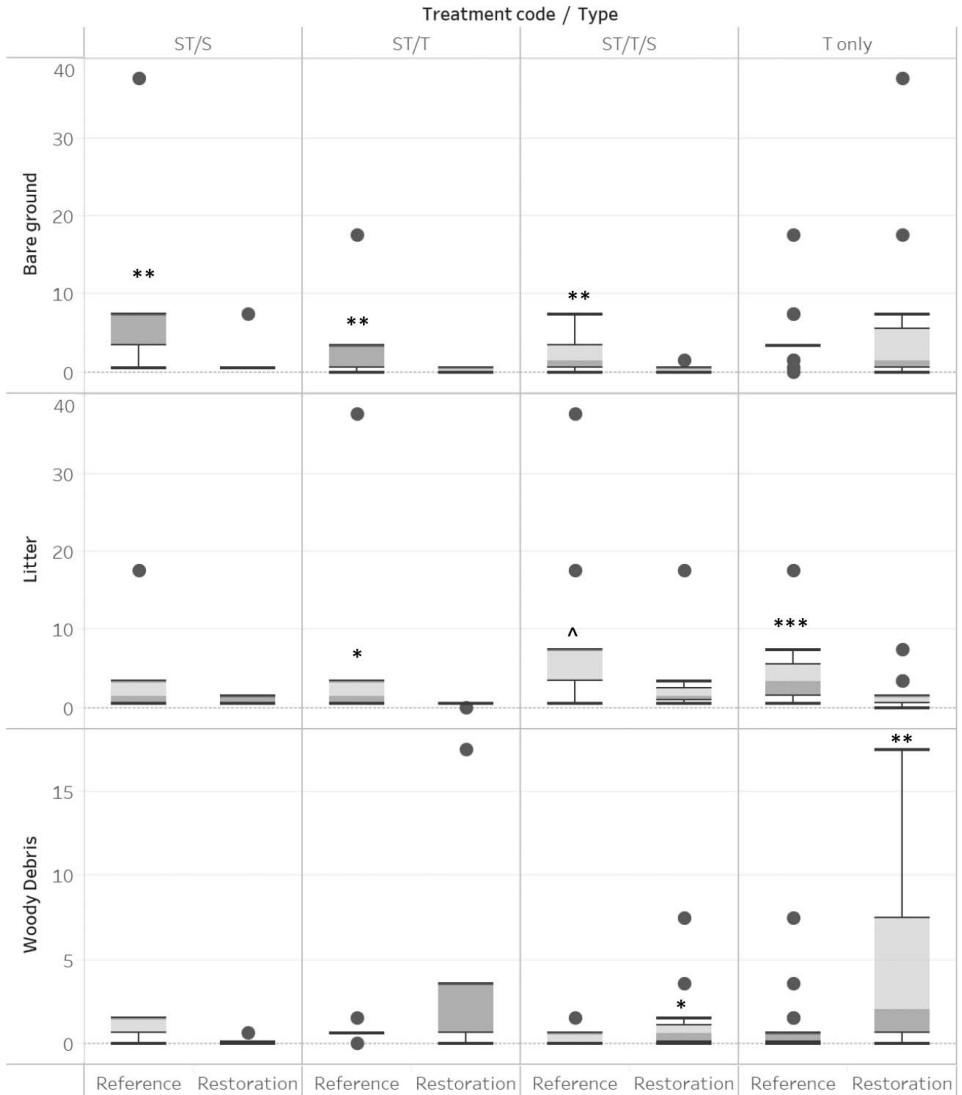 Treatment code / Type
ST/S ST/T ST/T/S T only
Bare ground
40
30
20
10
0
** ** **
Litter
40
30
20
10
0
* ^ ***
Woody Debris
15
10
5
0
* **
Reference Restoration Reference Restoration Reference Restoration Reference Restoration